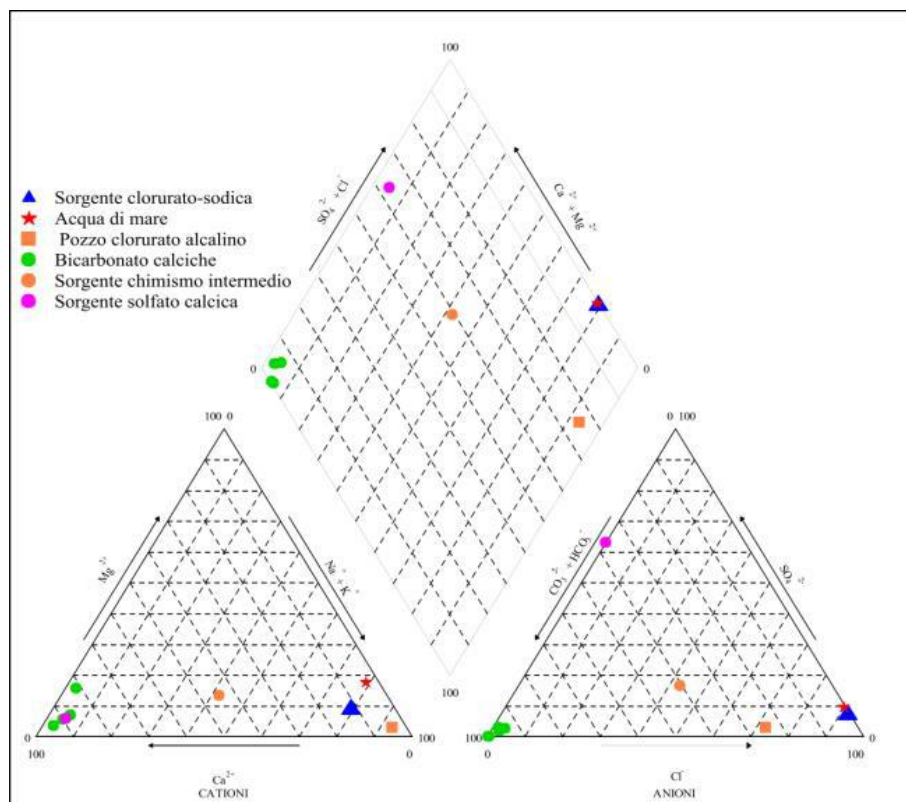 100
SO₄²⁻ + Cl⁻
Ca²⁺ + Mg²⁺
Sorgente clorurato-sodica
Acqua di mare
Pozzo clorurato alcalino
Bicarbonato calciche
Sorgente chimismo intermedio
Sorgente solfato calcica
0
0
100 0
0 100
Mg²⁺
Na⁺ + K⁺
CO₃²⁻ + HCO₃⁻
SO₄²⁻
100
0
100
100
0
100
0
0
100
Ca²⁺
CATIONI
Cl⁻
ANIONI